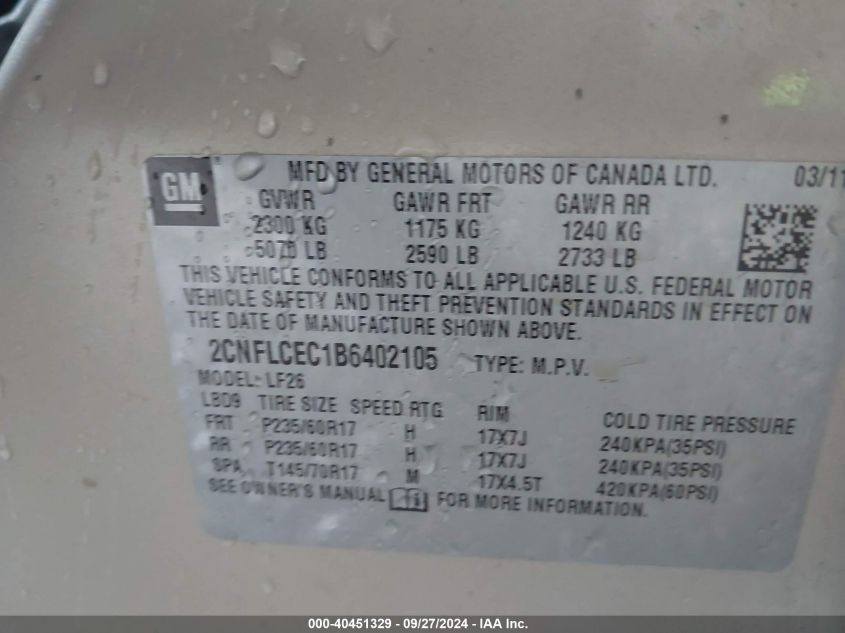 GM MFD BY GENERAL MOTORS OF CANADA LTD. 03/11
GVWR GAWR FRT GAWR RR
2300 KG 1175 KG 1240 KG
5070 LB 2590 LB 2733 LB
THIS VEHICLE CONFORMS TO ALL APPLICABLE U.S. FEDERAL MOTOR
VEHICLE SAFETY AND THEFT PREVENTION STANDARDS IN EFFECT ON
THE DATE OF MANUFACTURE SHOWN ABOVE.
2CNFLCEC1B6402105 TYPE: M.P.V.
MODEL: LF26
LBD9 TIRE SIZE SPEED RTG RIM COLD TIRE PRESSURE
FRT P235/60R17 H 17X7J 240KPA(35PSI)
RR P235/60R17 H 17X7J 240KPA(35PSI)
SPA T145/70R17 M 17X4.5T 420KPA(60PSI)
SEE OWNER'S MANUAL FOR MORE INFORMATION.
000-40451329 - 09/27/2024 - IAA Inc.